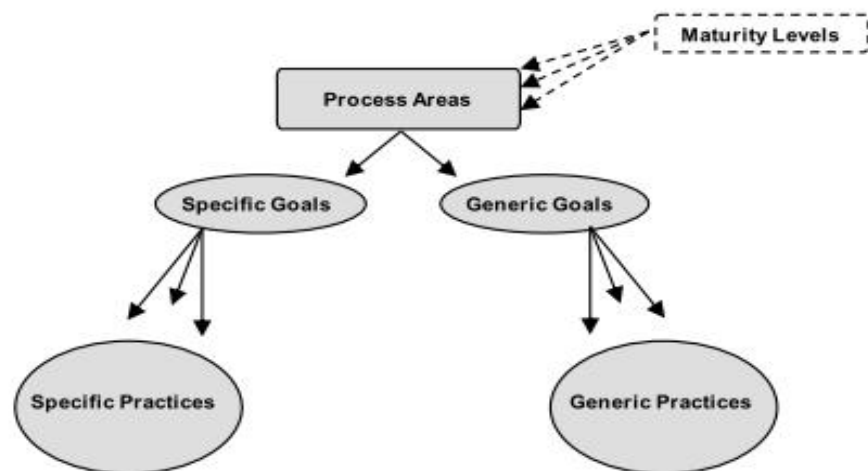 Maturity Levels
Process Areas
Specific Goals
Generic Goals
Specific Practices
Generic Practices